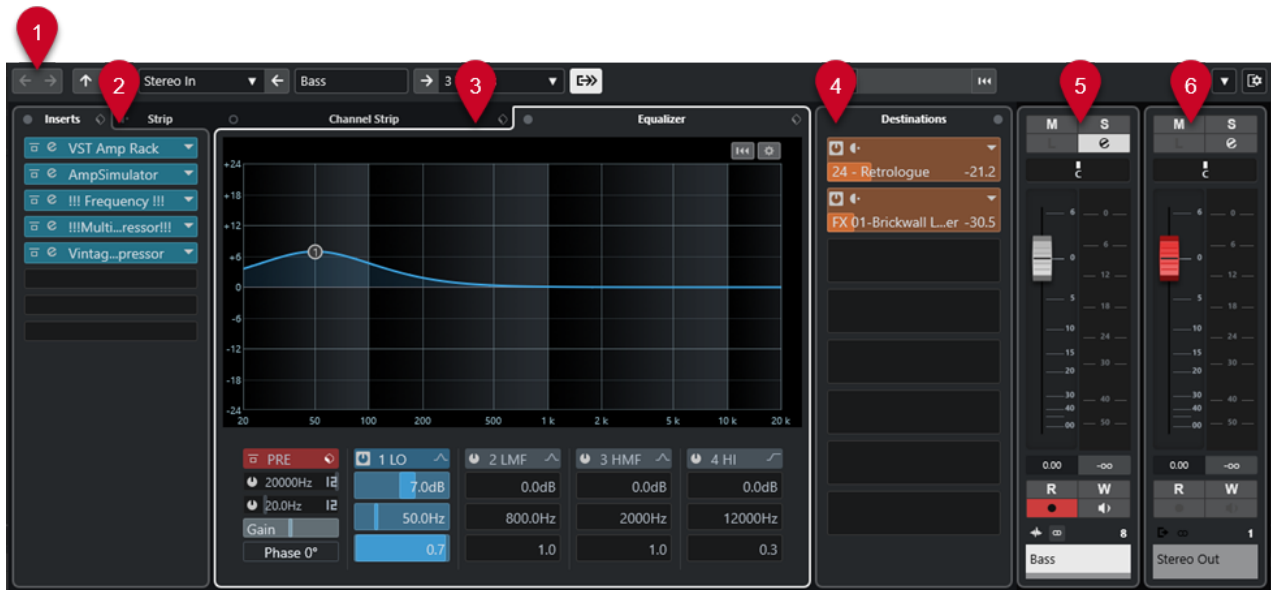 1
2
3
4
5
6
Stereo In
Bass
3
Inserts
Strip
VST Amp Rack
AmpSimulator
!!! Frequency !!!
!!!Multi...ressor!!!
Vintag...pressor
Channel Strip
Equalizer
+24
+18
+12
+6
0
-6
-12
-18
-24
20 50 100 200 500 1 k 2 k 5 k 10 k 20 k
1
PRE
20000Hz
20.0Hz
Gain
Phase 0°
1 LO
7.0dB
50.0Hz
0.7
2 LMF
0.0dB
800.0Hz
1.0
3 HMF
0.0dB
2000Hz
1.0
4 HI
0.0dB
12000Hz
0.3
Destinations
24 - Retrologue -21.2
FX 01-Brickwall L...er -30.5
M S
L e
C
6 0
6
0
12
5
18
10
24
15
30
20
30
40
40
00 50
0.00 -oo
R W
8
Bass
M S
L e
C
6 0
6
0
12
5
18
10
24
15
30
20
30
40
40
00 50
0.00 -oo
R W
1
Stereo Out